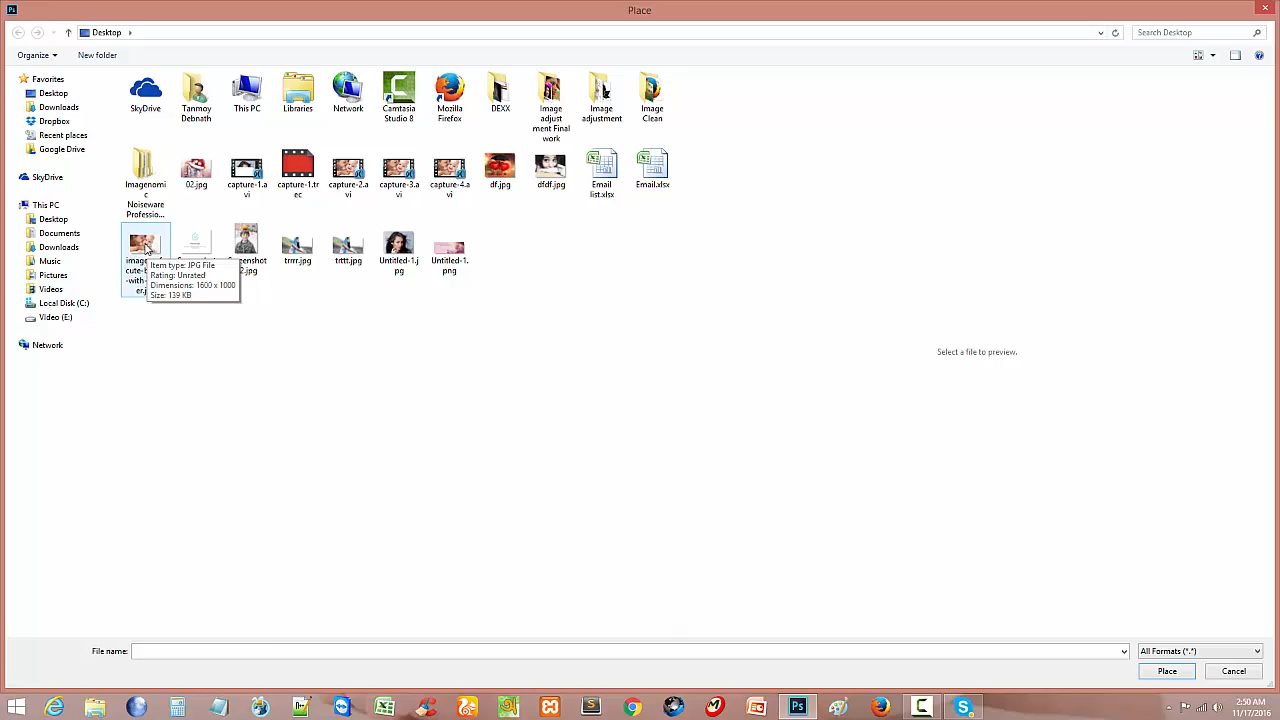 Place
Desktop
Search Desktop
Organize
New folder
Favorites
Desktop
Downloads
Dropbox
Recent places
Google Drive
SkyDrive
This PC
Desktop
Documents
Downloads
Music
Pictures
Videos
Local Disk (C:)
Video (E:)
Network
SkyDrive
Tanmoy
Debnath
This PC
Libraries
Network
Camtasia
Studio 8
Mozilla
Firefox
DEXX
Image
adjust
ment Final
work
Image
adjustment
Image
Clean
Imagenomi
c
Noiseware
Professio...
02.jpg
capture-1.a
vi
capture-1.tr
ec
capture-2.a
vi
capture-3.a
vi
capture-4.a
vi
df.jpg
dfdf.jpg
Email
list.xlsx
Email.xlsx
trrrr.jpg
trttt.jpg
Untitled-1.j
pg
Untitled-1.
png
Item type: JPG File
Rating: Unrated
Dimensions: 1600 x 1000
Size: 139 KB
Select a file to preview.
File name:
All Formats (*.*)
Place
Cancel
2:50 AM
11/17/2016